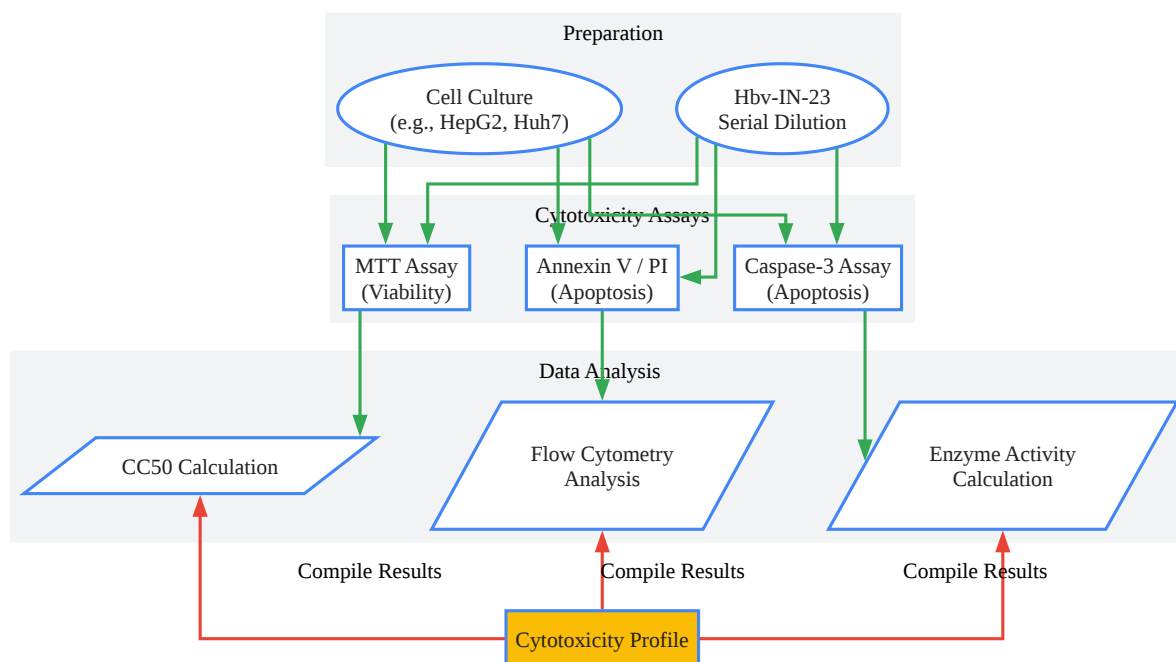 Preparation
Cell Culture
(e.g., HepG2, Huh7)
Hbv-IN-23
Serial Dilution
Cytotoxicity Assays
MTT Assay
(Viability)
Annexin V / PI
(Apoptosis)
Caspase-3 Assay
(Apoptosis)
Data Analysis
CC50 Calculation
Flow Cytometry
Analysis
Enzyme Activity
Calculation
Compile Results
Compile Results
Compile Results
Cytotoxicity Profile